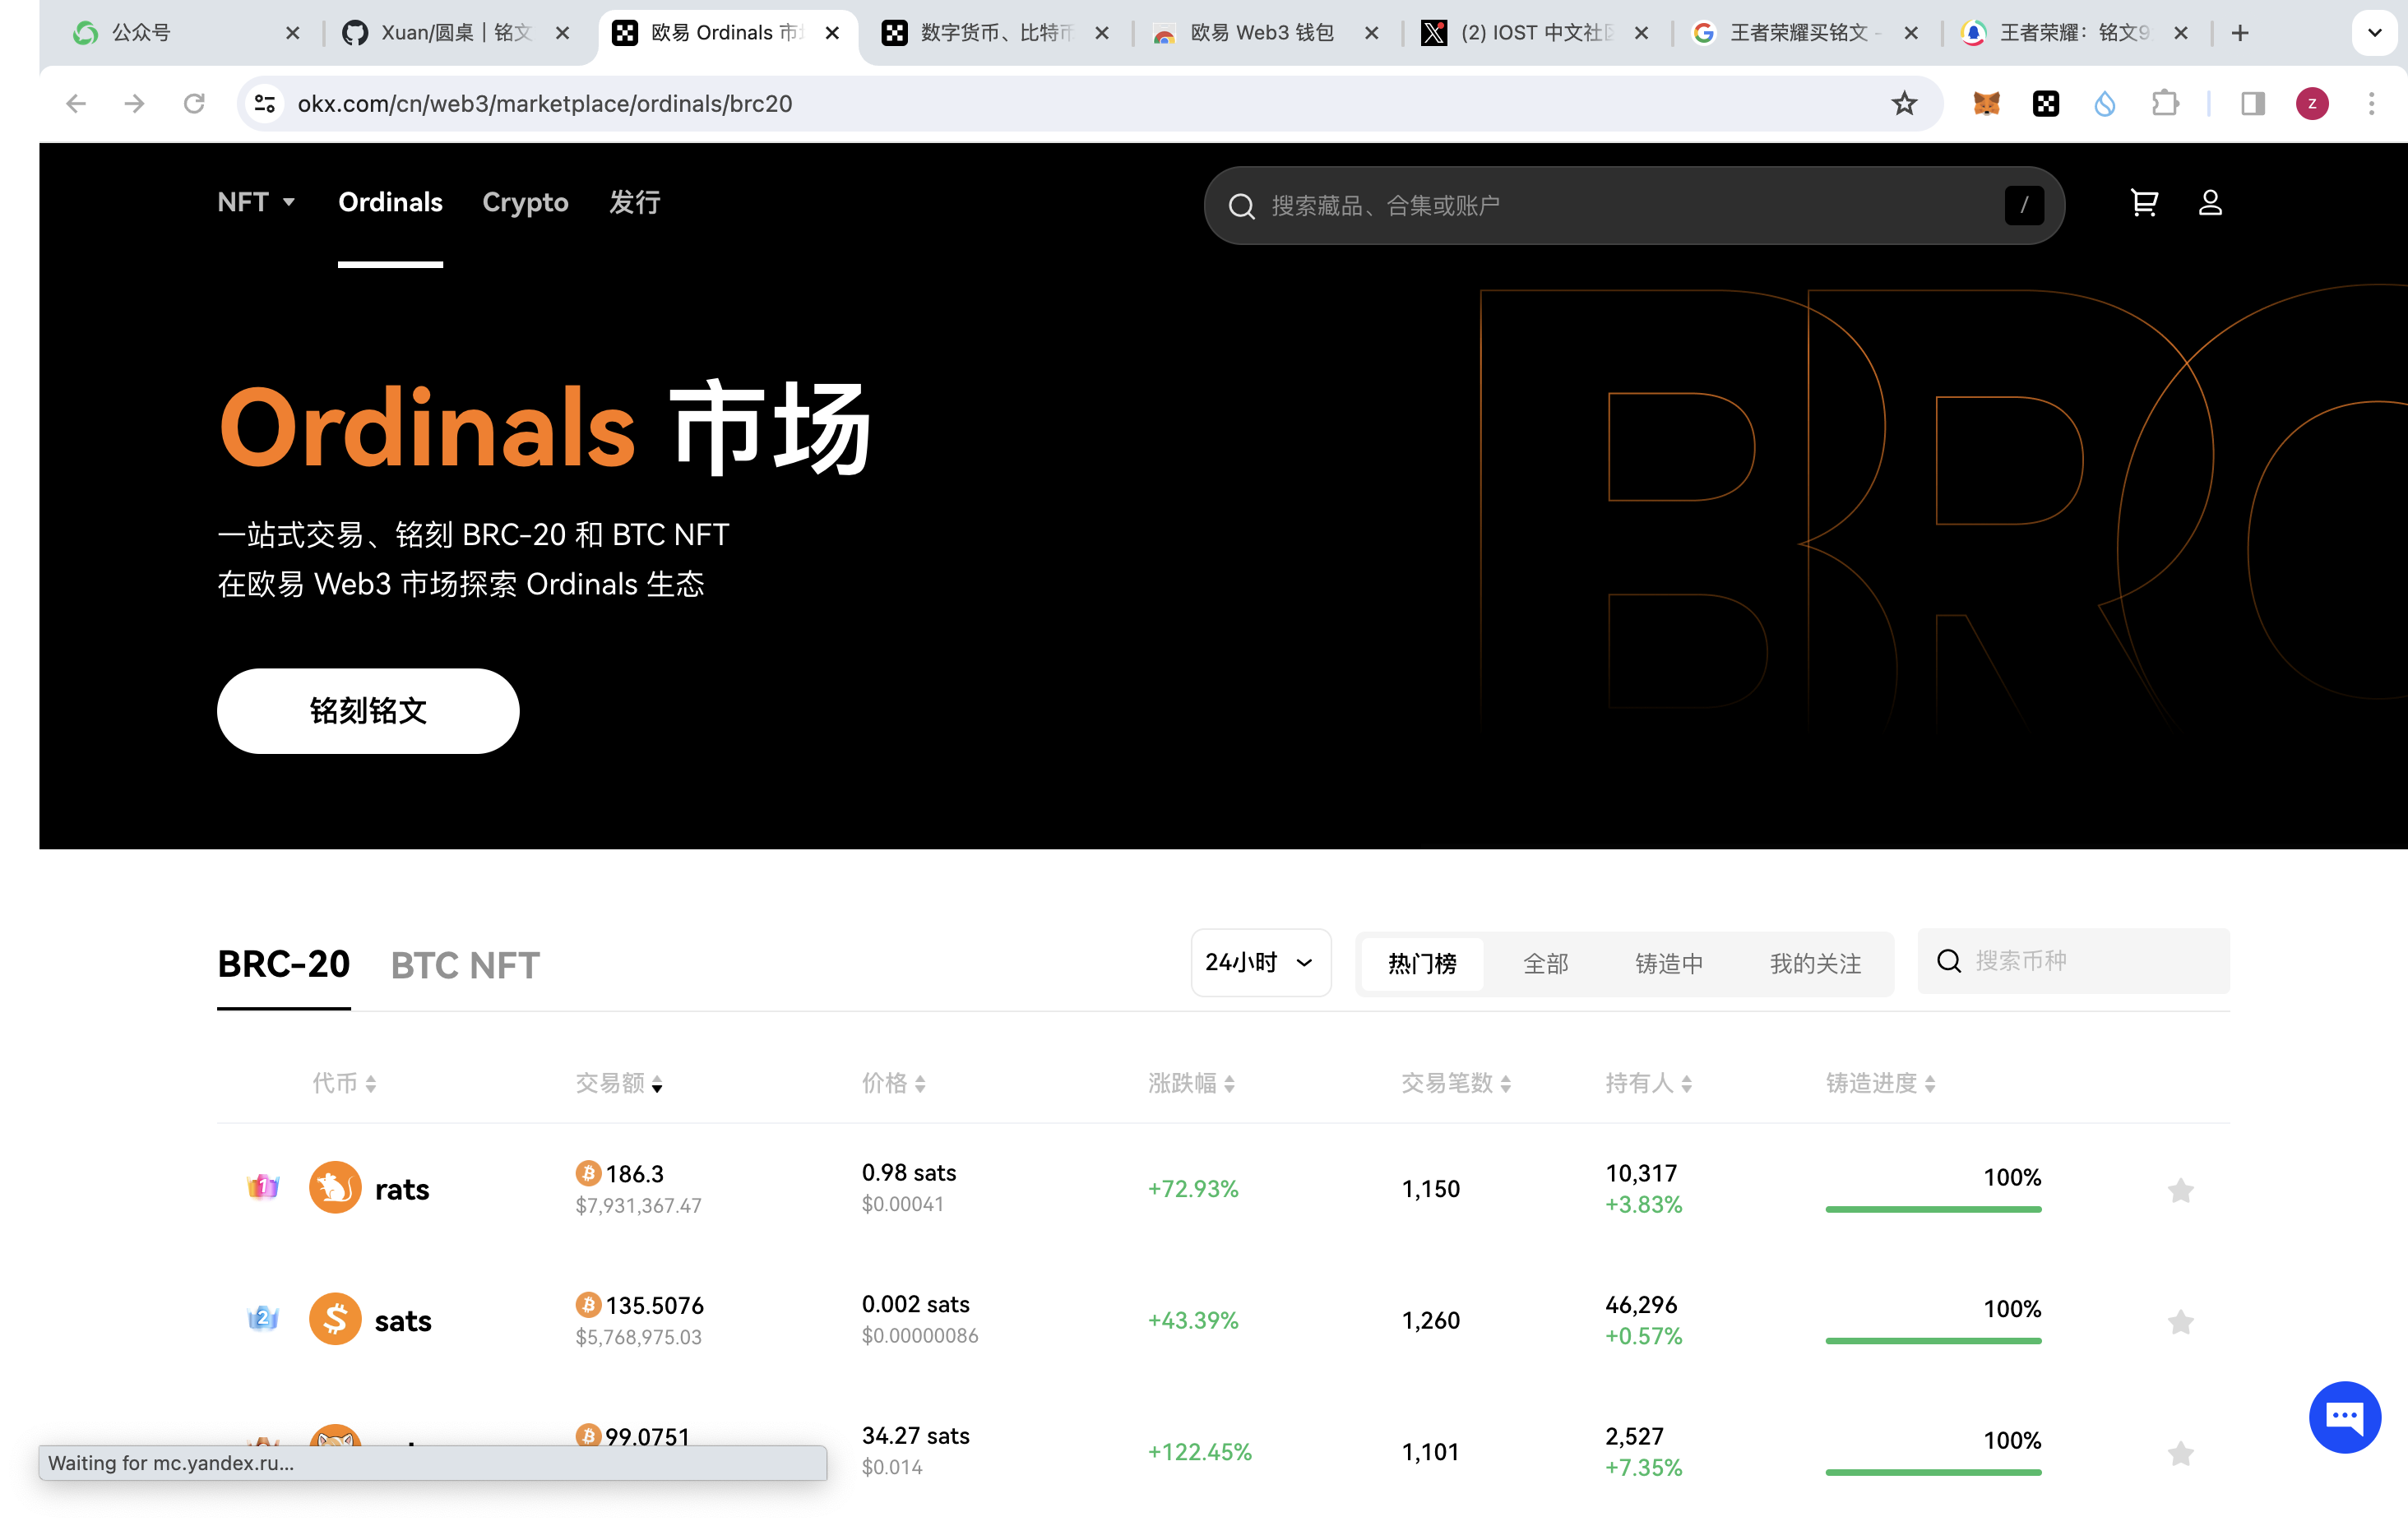 公众号
Xuan/圆桌｜铭文
欧易 Ordinals 市
数字货币、比特币
欧易 Web3 钱包
(2) IOST 中文社区
王者荣耀买铭文 -
王者荣耀：铭文9
okx.com/cn/web3/marketplace/ordinals/brc20
z
NFT Ordinals Crypto 发行
搜索藏品、合集或账户 /
BRC
Ordinals 市场
一站式交易、铭刻 BRC-20 和 BTC NFT
在欧易 Web3 市场探索 Ordinals 生态
铭刻铭文
BRC-20 BTC NFT
24小时 热门榜 全部 铸造中 我的关注 搜索币种
代币 交易额 价格 涨跌幅 交易笔数 持有人 铸造进度
1 rats 186.3 0.98 sats +72.93% 1,150 10,317 100%
$7,931,367.47 $0.00041 +3.83%
2 sats 135.5076 0.002 sats +43.39% 1,260 46,296 100%
$5,768,975.03 $0.00000086 +0.57%
99.0751 34.27 sats +122.45% 1,101 2,527 100%
$0.014 +7.35%
Waiting for mc.yandex.ru...